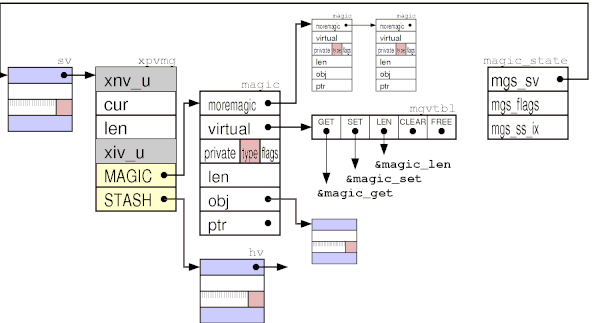 sv
xpvmg
xnv_u
cur
len
xiv_u
MAGIC
STASH
magic
moremagic
virtual
private type flags
len
obj
ptr
hv
magic
moremagic
virtual
private type flags
len
obj
ptr
magic
moremagic
virtual
private type flags
len
obj
ptr
mgvtbl
GET SET LEN CLEAR FREE
&magic_len
&magic_set
&magic_get
magic_state
mgs_sv
mgs_flags
mgs_ss_ix